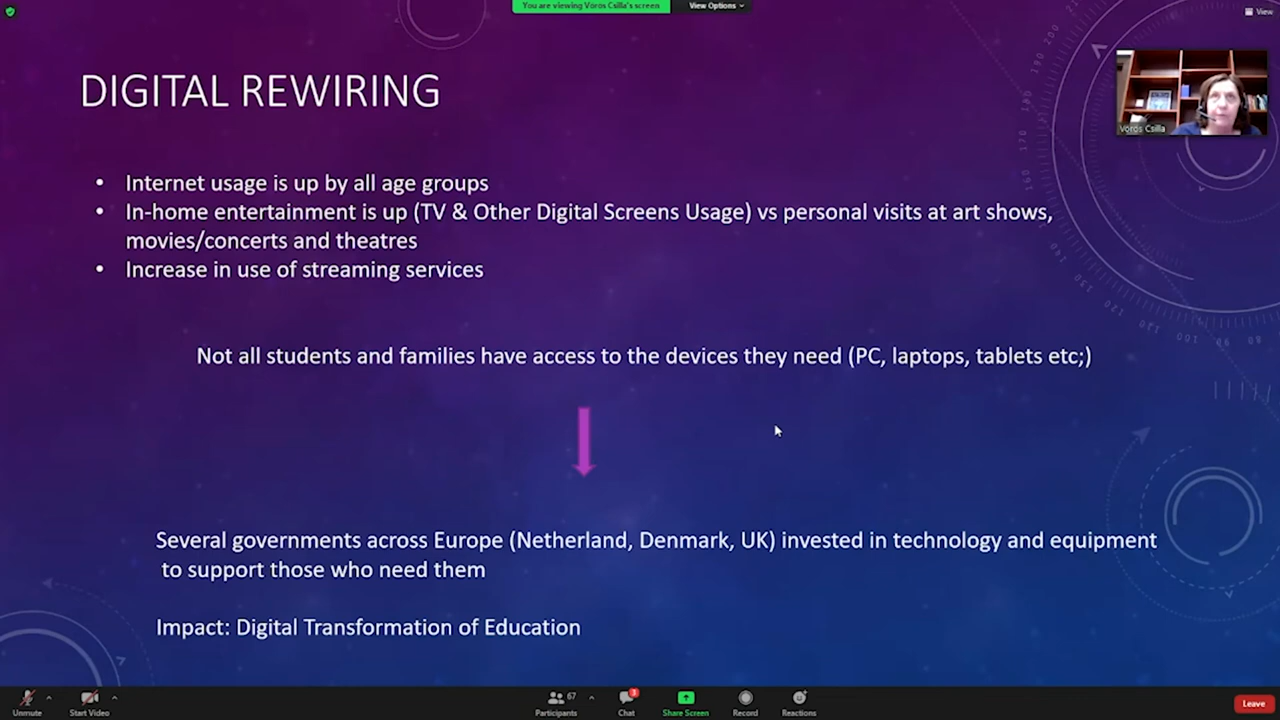 You are viewing Voros Csilla's screen
View Options
View
DIGITAL REWIRING
Voros Csilla
• Internet usage is up by all age groups
• In-home entertainment is up (TV & Other Digital Screens Usage) vs personal visits at art shows,
movies/concerts and theatres
• Increase in use of streaming services
Not all students and families have access to the devices they need (PC, laptops, tablets etc;)
Several governments across Europe (Netherland, Denmark, UK) invested in technology and equipment
to support those who need them
Impact: Digital Transformation of Education
Unmute
Start Video
67
Participants
3
Chat
Share Screen
Record
Reactions
Leave